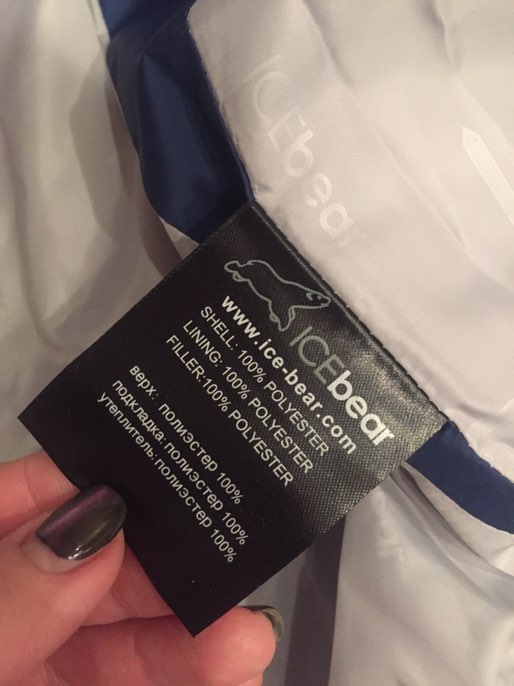 ICEbear
ICEbear
www.ice-bear.com
SHELL: 100% POLYESTER
LINING: 100% POLYESTER
FILLER:100% POLYESTER
верх: полиэстер 100%
подкладка: полиэстер 100%
утеплитель: полиэстер 100%